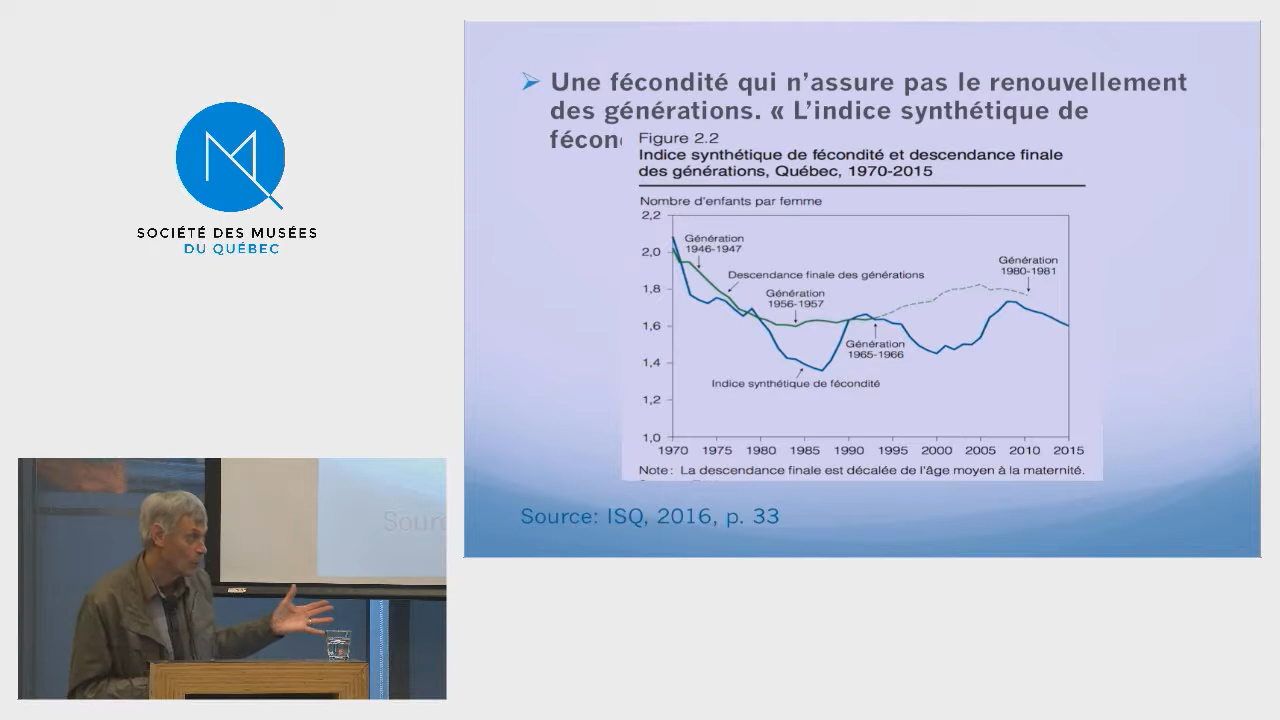 SOCIÉTÉ DES MUSÉES
DU QUÉBEC
➢ Une fécondité qui n'assure pas le renouvellement
des générations. « L'indice synthétique de
Figure 2.2
Indice synthétique de fécondité et descendance finale
des générations, Québec, 1970-2015
Nombre d'enfants par femme
2,2
2,0
1,8
1,6
1,4
1,2
1,0
Génération
1946-1947
Descendance finale des générations
Génération
1956-1957
Génération
1980-1981
Génération
1965-1966
Indice synthétique de fécondité
1970 1975 1980 1985 1990 1995 2000 2005 2010 2015
Note : La descendance finale est décalée de l'âge moyen à la maternité.
Source: ISQ, 2016, p. 33